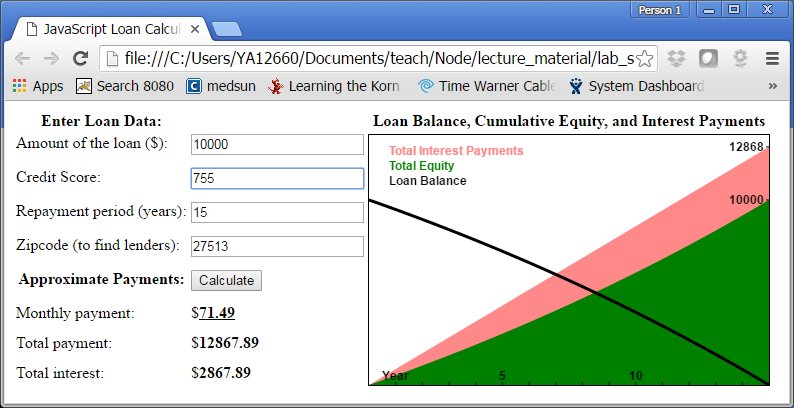 Person 1
JavaScript Loan Calcul
file:///C:/Users/YA12660/Documents/teach/Node/lecture_material/lab_s
Apps Search 8080 medsun Learning the Korn Time Warner Cable System Dashboard »
Enter Loan Data:
Amount of the loan ($): 10000
Credit Score: 755
Repayment period (years): 15
Zipcode (to find lenders): 27513
Approximate Payments: Calculate
Monthly payment: $71.49
Total payment: $12867.89
Total interest: $2867.89
Loan Balance, Cumulative Equity, and Interest Payments
Total Interest Payments 12868
Total Equity
Loan Balance
10000
Year 5 10